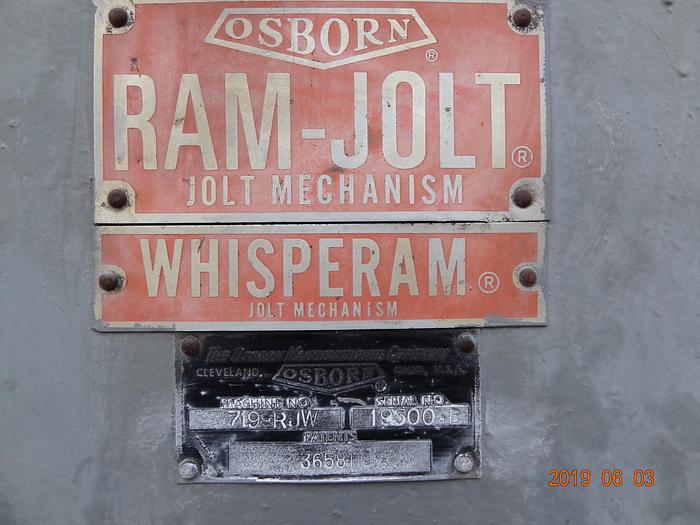 OSBORN
®
RAM-JOLT®
JOLT MECHANISM
WHISPERAM®
JOLT MECHANISM
THE OSBORN MANUFACTURING COMPANY
CLEVELAND, OSBORN® OHIO, U.S.A.
MACHINE NO. SERIAL NO.
719-RJW
PATENTS
2019 06 03